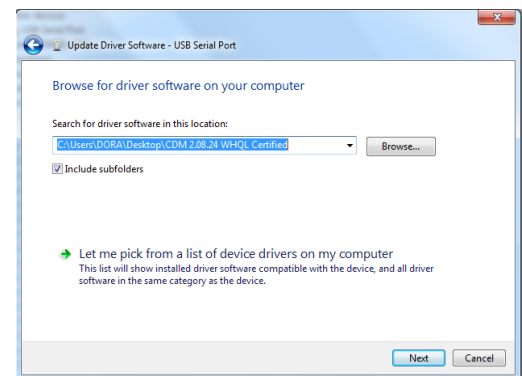 Update Driver Software - USB Serial Port
Browse for driver software on your computer
Search for driver software in this location:
C:\Users\DORA\Desktop\CDM 2.08.24 WHQL Certified
Browse...
Include subfolders
Let me pick from a list of device drivers on my computer
This list will show installed driver software compatible with the device, and all driver
software in the same category as the device.
Next
Cancel